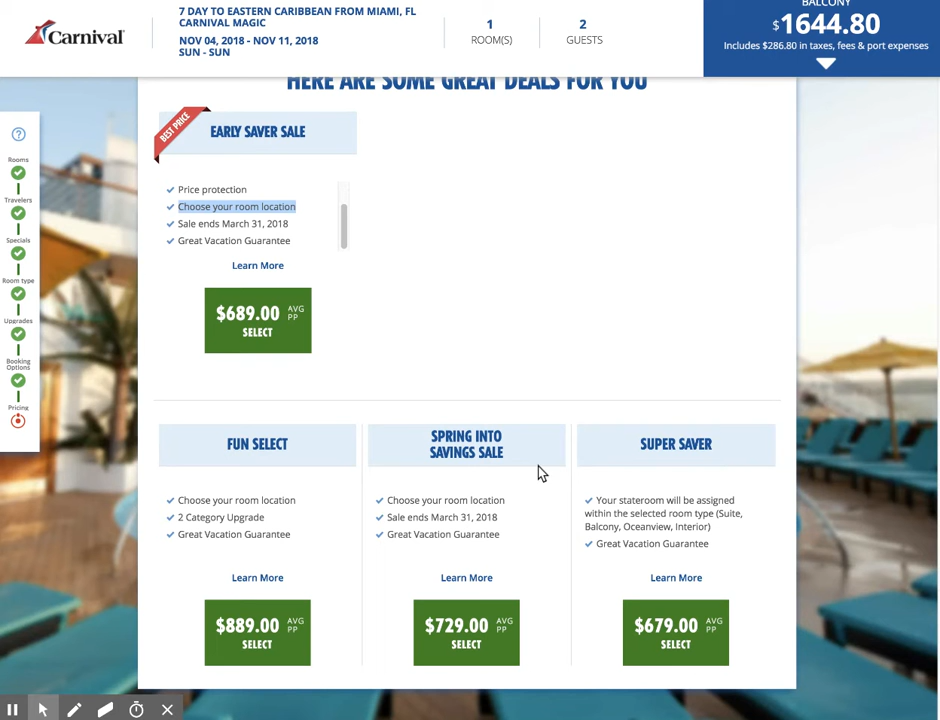 Carnival
7 DAY TO EASTERN CARIBBEAN FROM MIAMI, FL
CARNIVAL MAGIC
NOV 04, 2018 - NOV 11, 2018
SUN - SUN
1
ROOM(S)
2
GUESTS
BALCONY
$1644.80
Includes $286.80 in taxes, fees & port expenses
HERE ARE SOME GREAT DEALS FOR YOU
Rooms
Travelers
Specials
Room type
Upgrades
Booking
Options
Pricing
BEST PRICE
EARLY SAVER SALE
Price protection
Choose your room location
Sale ends March 31, 2018
Great Vacation Guarantee
Learn More
$689.00 AVG PP
SELECT
FUN SELECT
Choose your room location
2 Category Upgrade
Great Vacation Guarantee
Learn More
$889.00 AVG PP
SELECT
SPRING INTO
SAVINGS SALE
Choose your room location
Sale ends March 31, 2018
Great Vacation Guarantee
Learn More
$729.00 AVG PP
SELECT
SUPER SAVER
Your stateroom will be assigned
within the selected room type (Suite,
Balcony, Oceanview, Interior)
Great Vacation Guarantee
Learn More
$679.00 AVG PP
SELECT